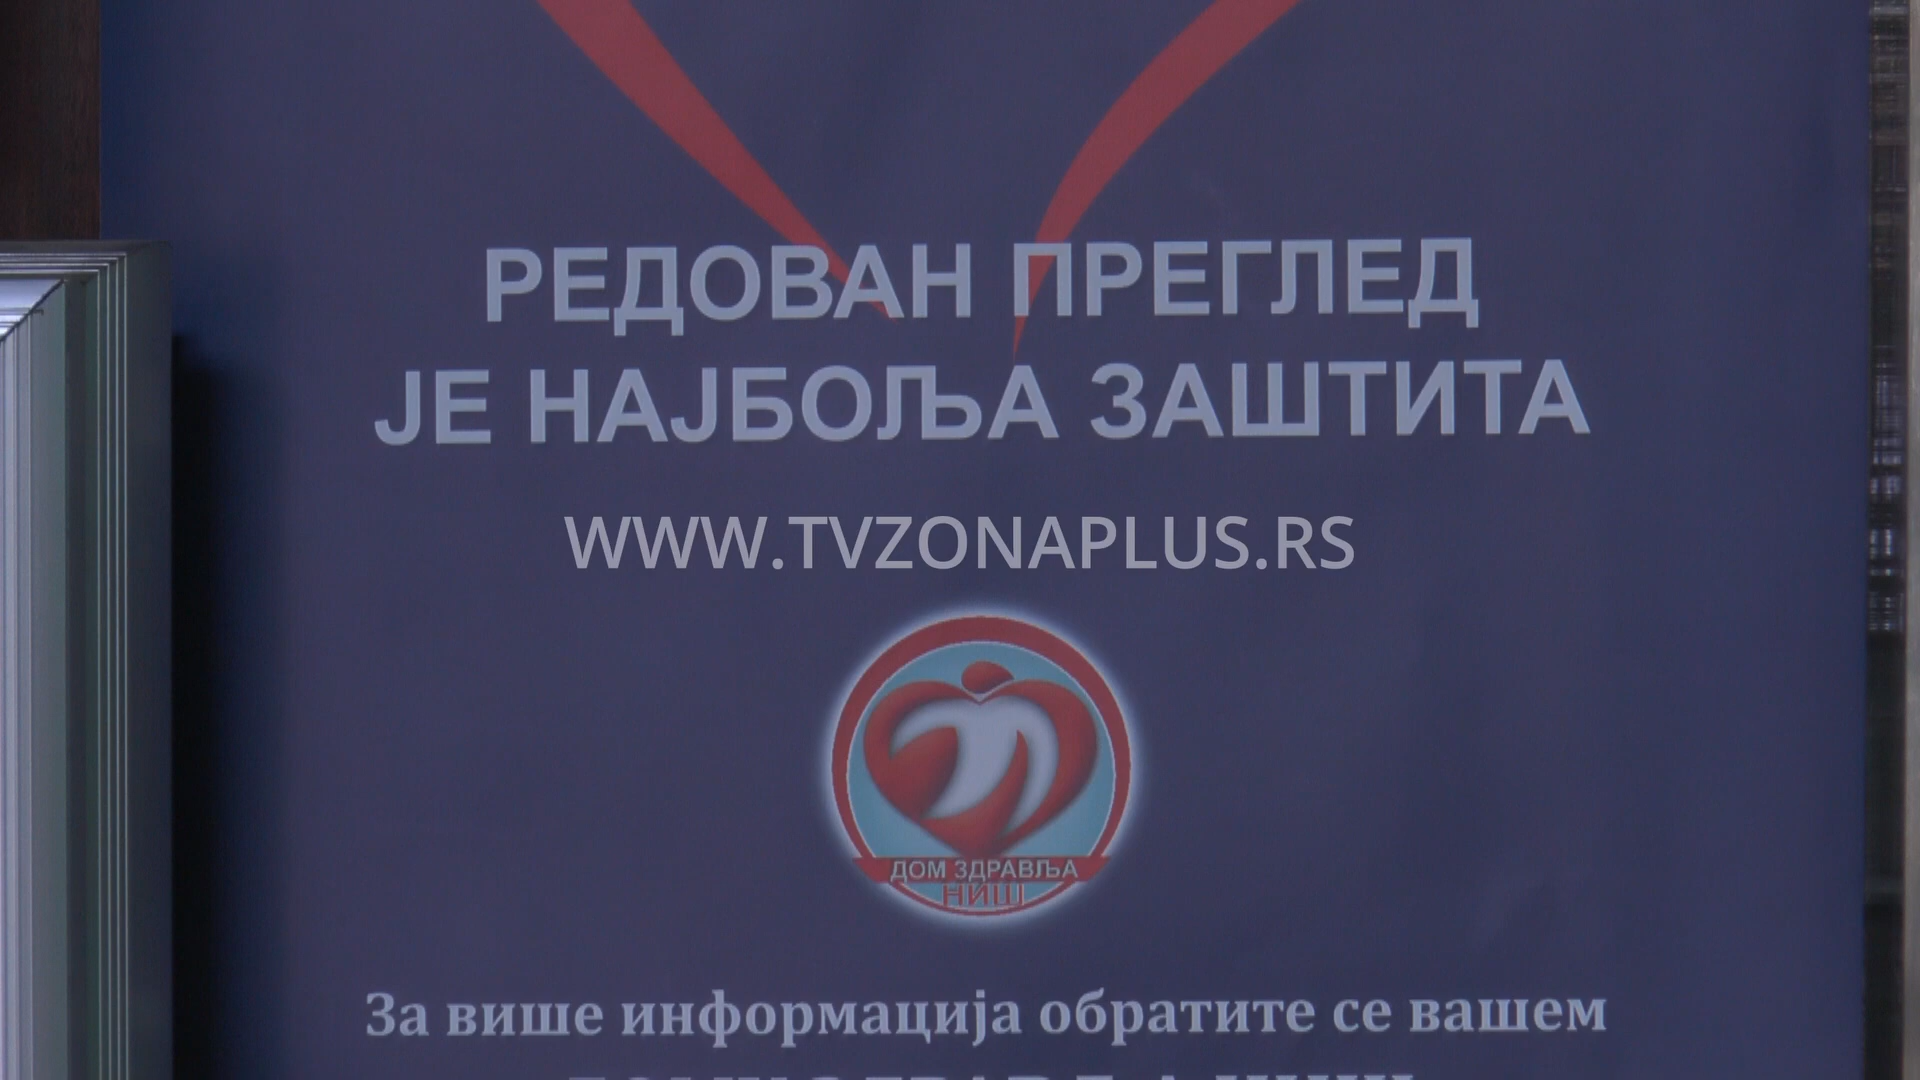 РЕДОВАН ПРЕГЛЕД
ЈЕ НАЈБОЉА ЗАШТИТА
WWW.TVZONAPLUS.RS
ДОМ ЗДРАВЉА
НИШ
За више информација обратите се вашем